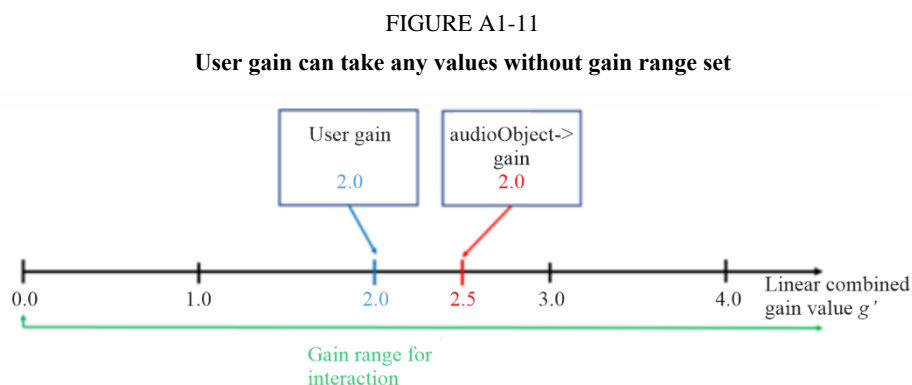 FIGURE A1-11
User gain can take any values without gain range set
User gain
2.0
audioObject->
gain
2.0
0.0
1.0
2.0
2.5
3.0
4.0
Linear combined
gain value g'
Gain range for
interaction